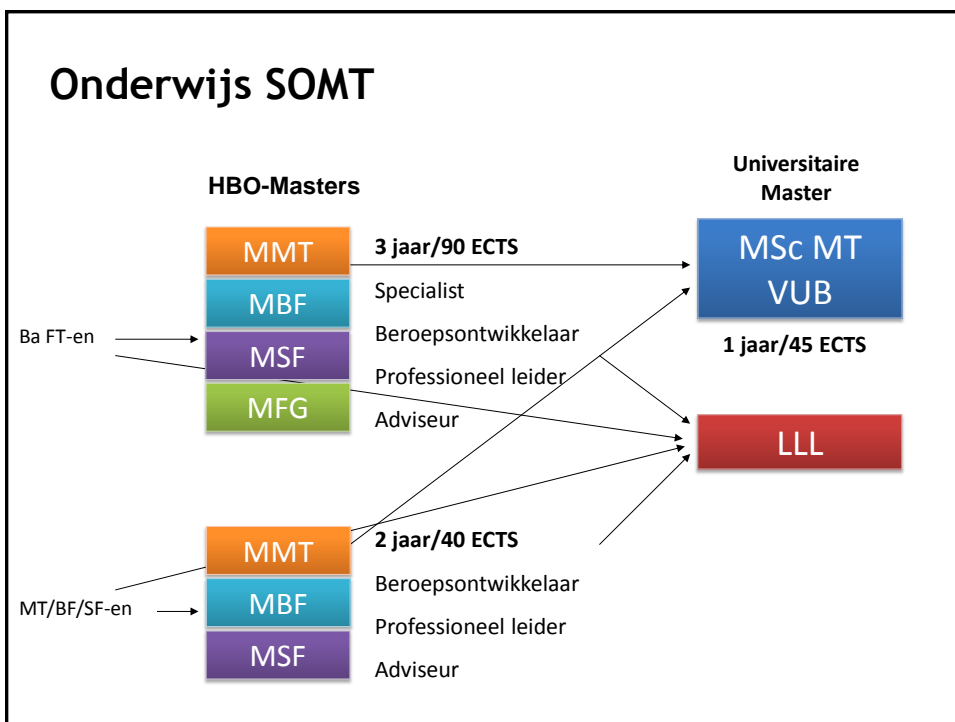 Onderwijs SOMT
HBO-Masters
Universitaire
Master
MMT
3 jaar/90 ECTS
MSc MT
VUB
MBF
Specialist
Ba FT-en
MSF
Beroepsontwikkelaar
1 jaar/45 ECTS
Professioneel leider
MFG
Adviseur
LLL
MMT
2 jaar/40 ECTS
MT/BF/SF-en
MBF
Beroepsontwikkelaar
Professioneel leider
MSF
Adviseur